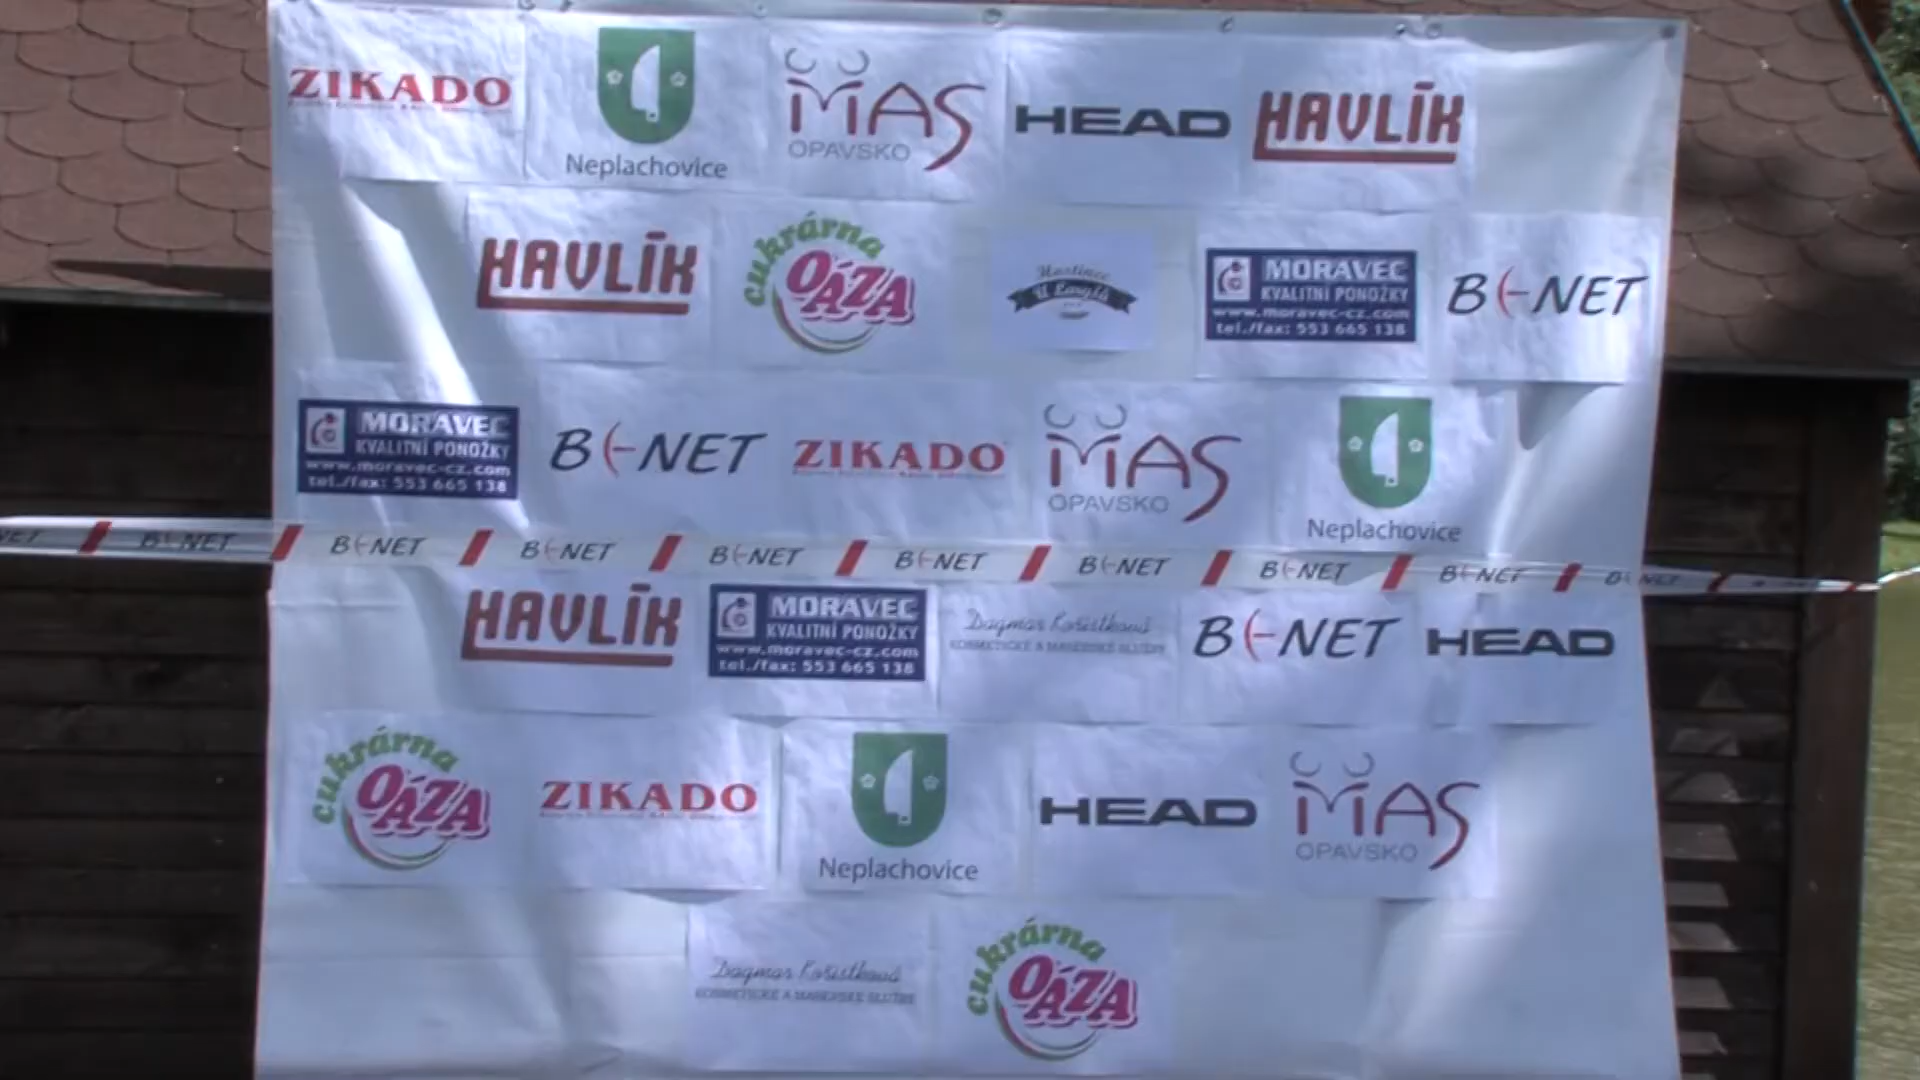 ZIKADO
Neplachovice
MAS
OPAVSKO
HEAD
HAVLÍK
HAVLÍK
cukrárna
OÁZA
Hostinec
MORAVEC
KVALITNÍ PONOŽKY
www.moravec-cz.com
tel./fax: 553 665 138
B-NET
MORAVEC
KVALITNÍ PONOŽKY
www.moravec-cz.com
tel./fax: 553 665 138
B-NET
ZIKADO
MAS
OPAVSKO
Neplachovice
NET B-NET B-NET B-NET B-NET B-NET B-NET B-NET B-NET B-NET
HAVLÍK
MORAVEC
KVALITNÍ PONOŽKY
www.moravec-cz.com
tel./fax: 553 665 138
Dagmar
KOSMETICKÉ A MASÉRSKÉ SLUŽBY
B-NET
HEAD
cukrárna
OÁZA
ZIKADO
Neplachovice
HEAD
MAS
OPAVSKO
Dagmar
KOSMETICKÉ A MASÉRSKÉ SLUŽBY
cukrárna
OÁZA